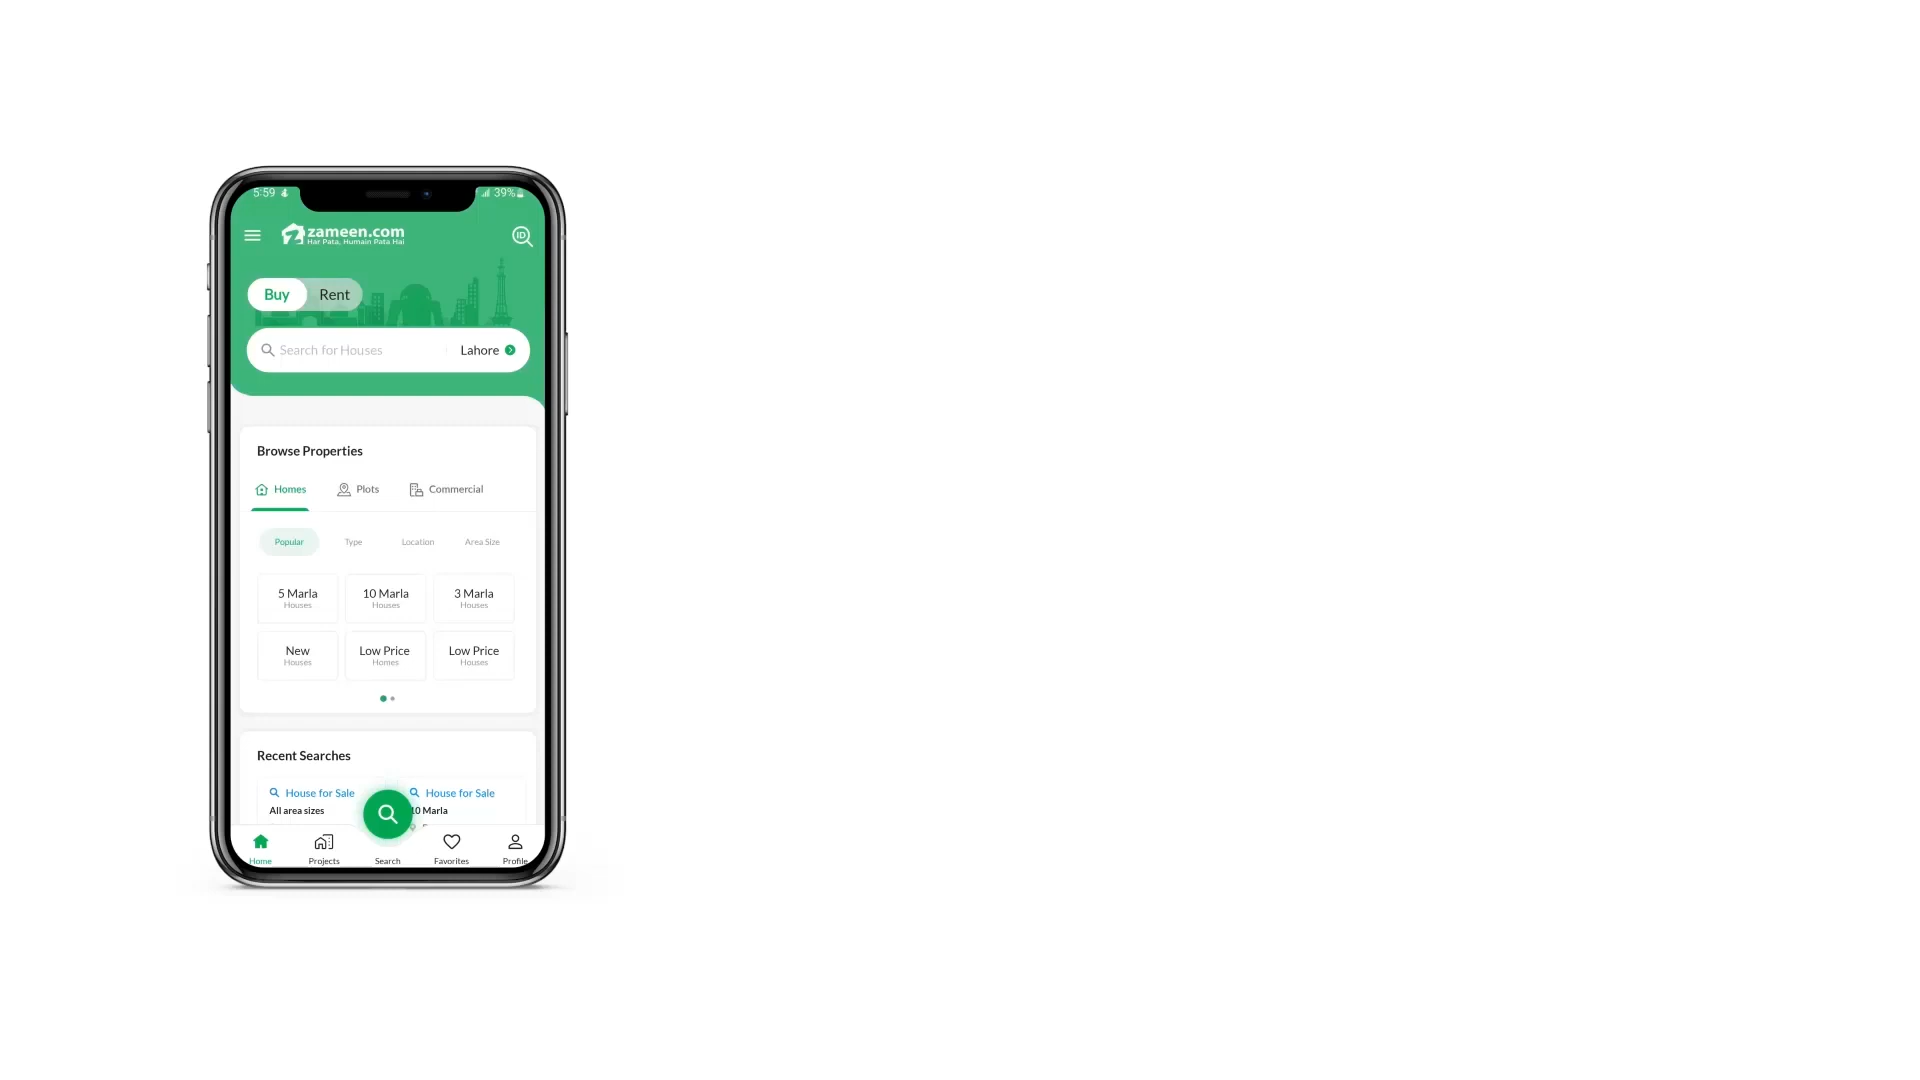 5:59
39%
zameen.com
Har Pata, Humain Pata Hai
ID
Buy
Rent
Search for Houses
Lahore
Browse Properties
Homes
Plots
Commercial
Popular
Type
Location
Area Size
5 Marla
Houses
10 Marla
Houses
3 Marla
Houses
New
Houses
Low Price
Homes
Low Price
Houses
Recent Searches
House for Sale
All area sizes
House for Sale
10 Marla
Home
Projects
Search
Favorites
Profile